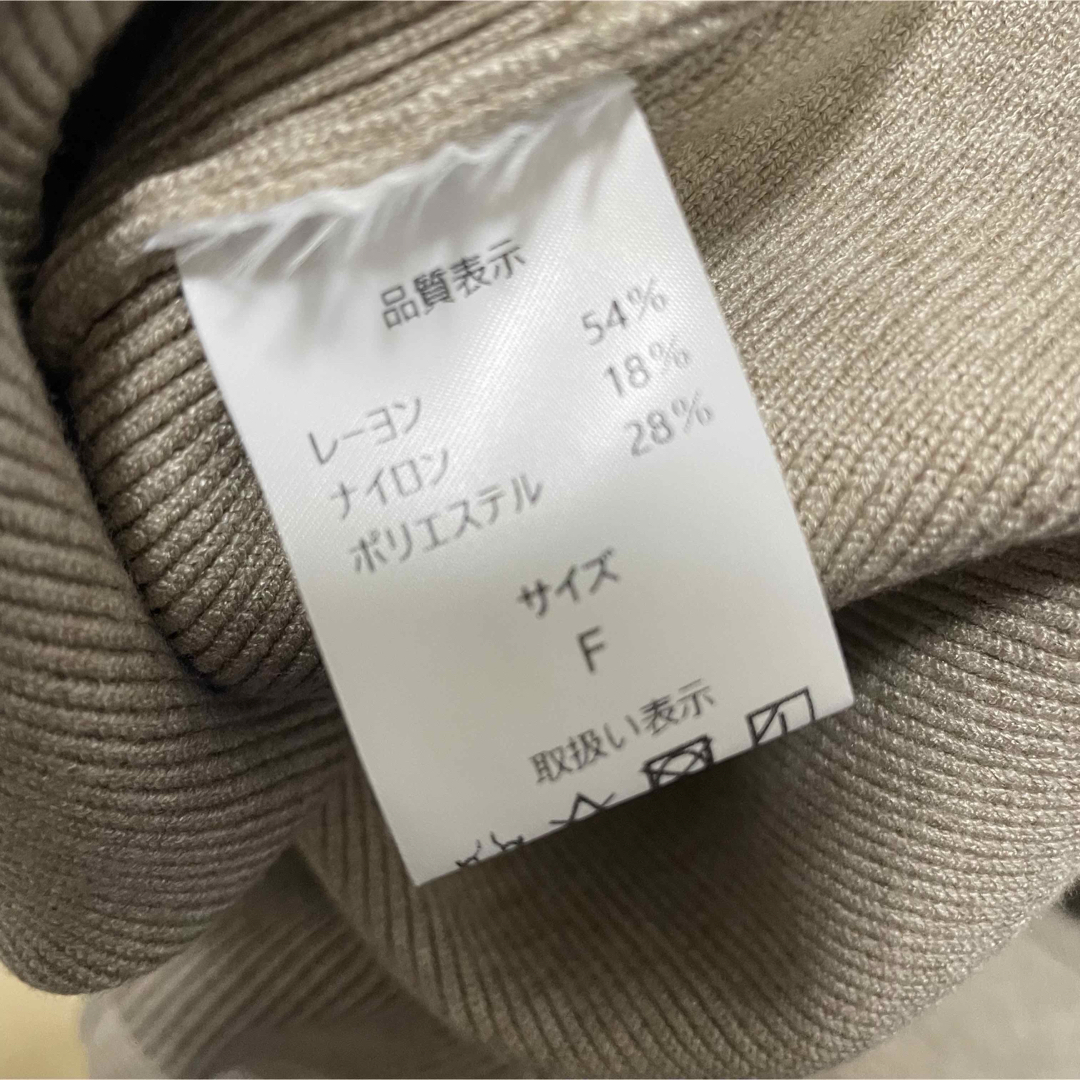 品質表示
レーヨン 54%
ナイロン 18%
ポリエステル 28%
サイズ
F
取扱い表示